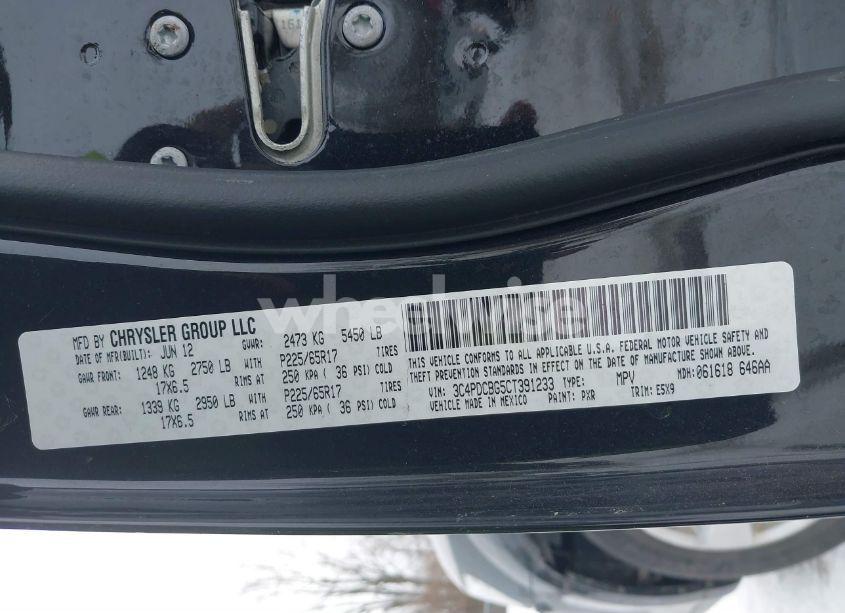 161
wheelwise
MFD BY CHRYSLER GROUP LLC
DATE OF MFR(BUILT): JUN 12 GVWR: 2473 KG 5450 LB
GAWR FRONT: 1248 KG 2750 LB WITH P225/65R17 TIRES
17X6.5 RIMS AT 250 KPA ( 36 PSI) COLD
GAWR REAR: 1339 KG 2950 LB WITH P225/65R17 TIRES
17X6.5 RIMS AT 250 KPA ( 36 PSI) COLD
THIS VEHICLE CONFORMS TO ALL APPLICABLE U.S.A. FEDERAL MOTOR VEHICLE SAFETY AND
THEFT PREVENTION STANDARDS IN EFFECT ON THE DATE OF MANUFACTURE SHOWN ABOVE.
VIN: 3C4PDCBG5CT391233 TYPE: MPV MDH: 061618 646AA
VEHICLE MADE IN MEXICO PAINT: PXR TRIM: E5X9